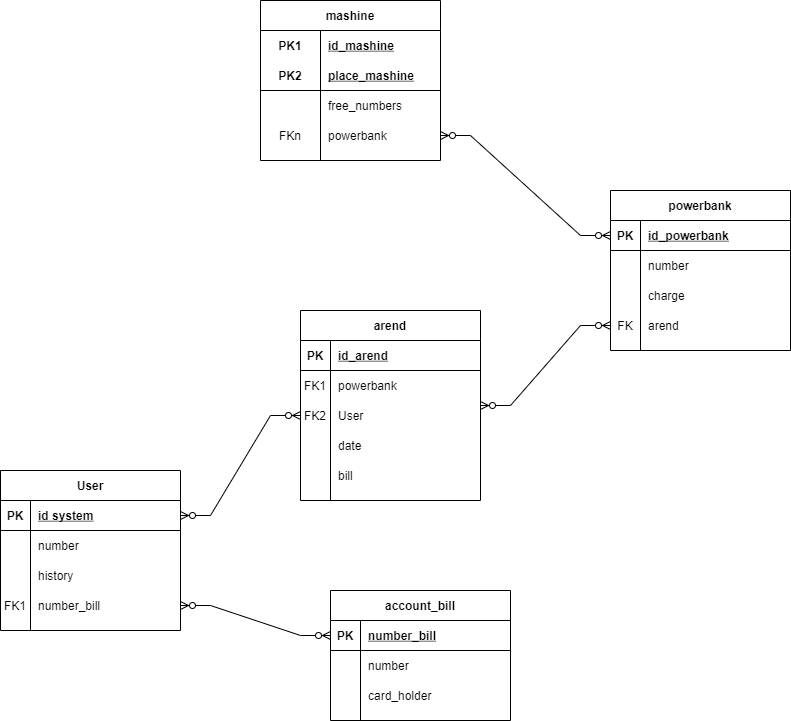 mashine
PK1 id_mashine
PK2 place_mashine
free_numbers
FKn powerbank
powerbank
PK id_powerbank
number
charge
FK arend
arend
PK id_arend
FK1 powerbank
FK2 User
date
bill
User
PK id system
number
history
FK1 number_bill
account_bill
PK number_bill
number
card_holder